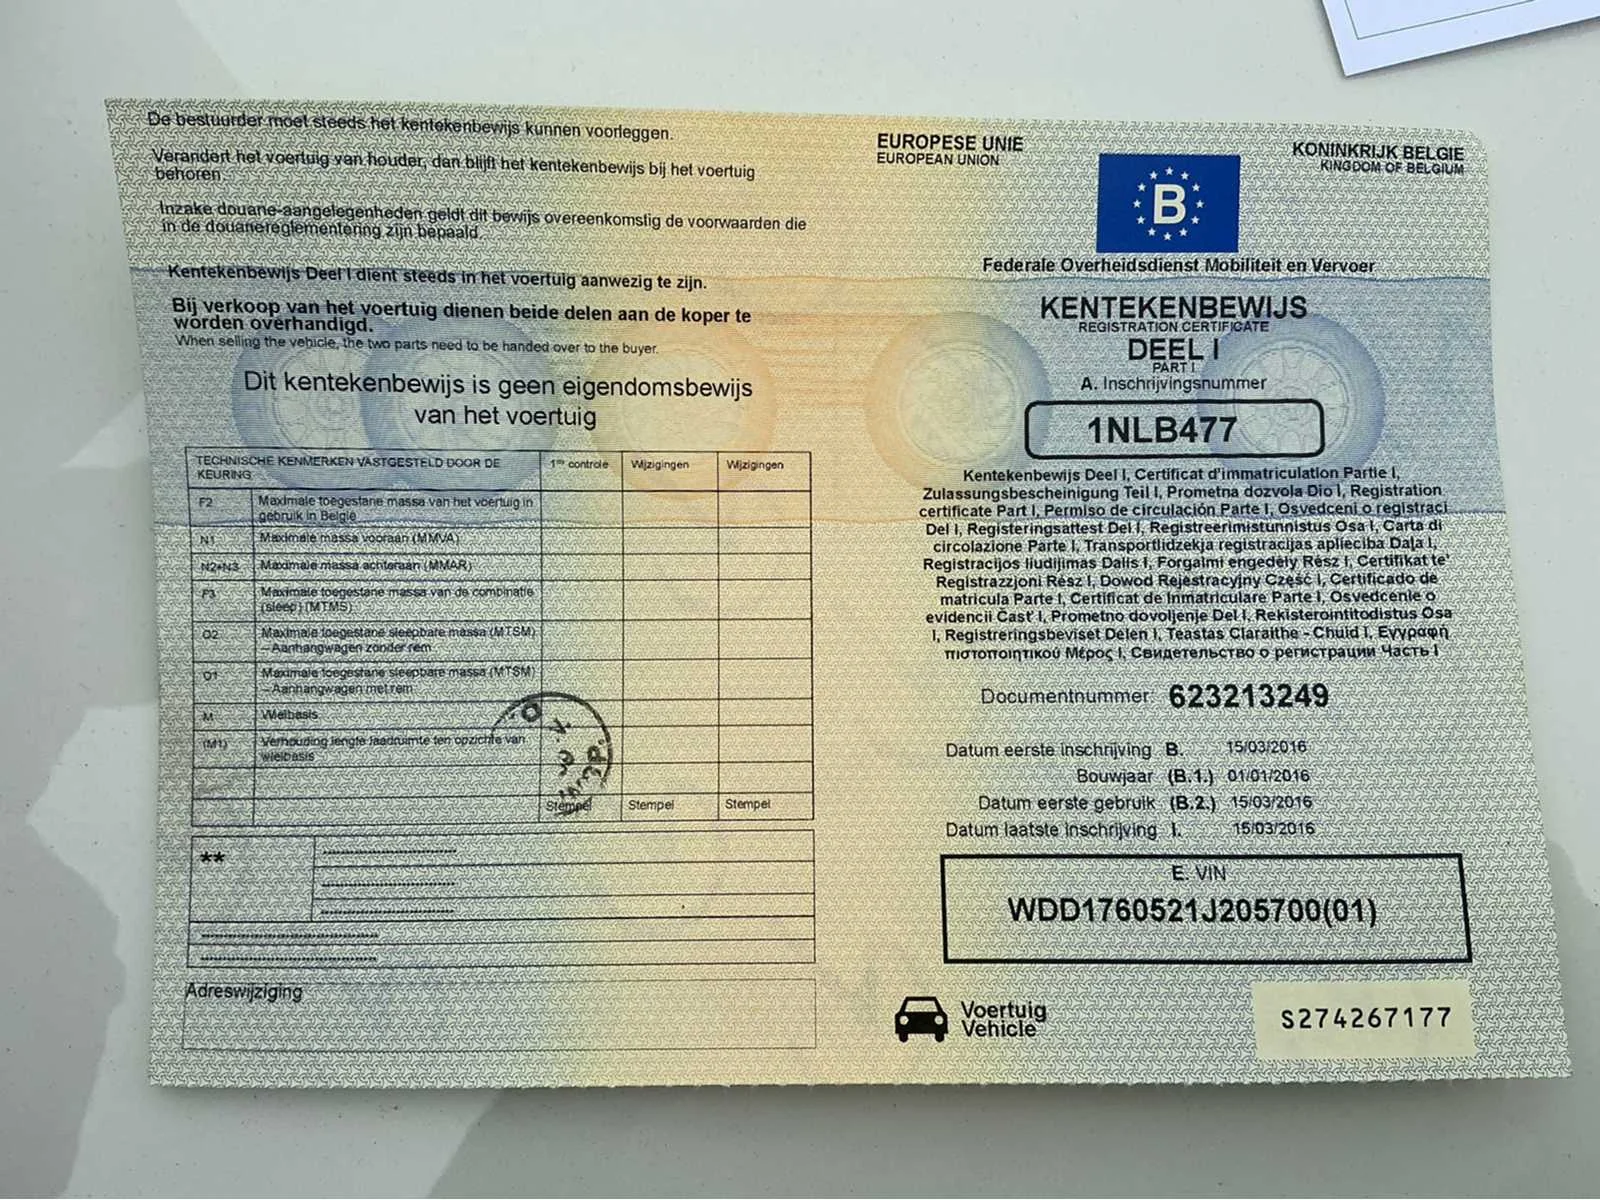 De bestuurder moet steeds het kentekenbewijs kunnen voorleggen.
Verandert het voertuig van houder, dan blijft het kentekenbewijs bij het voertuig
behoren.
Inzake douane-aangelegenheden geldt dit bewijs overeenkomstig de voorwaarden die
in de douanereglementering zijn bepaald.
Kentekenbewijs Deel I dient steeds in het voertuig aanwezig te zijn.
Bij verkoop van het voertuig dienen beide delen aan de koper te
worden overhandigd.
When selling the vehicle, the two parts need to be handed over to the buyer.
Dit kentekenbewijs is geen eigendomsbewijs
van het voertuig
TECHNISCHE KENMERKEN VASTGESTELD DOOR DE
KEURING
1ste controle
Wijzigingen
Wijzigingen
F2 Maximale toegestane massa van het voertuig in
gebruik in België
N1 Maximale massa vooraan (MMVA)
N2+N3 Maximale massa achteraan (MMAR)
F3 Maximale toegestane massa van de combinatie
(sleep) (MTMS)
O2 Maximale toegestane sleepbare massa (MTSM)
– Aanhangwagen zonder rem
O1 Maximale toegestane sleepbare massa (MTSM)
– Aanhangwagen met rem
M Wielbasis
(M1) Verhouding lengte laadruimte ten opzichte van
wielbasis
Stempel Stempel Stempel
**
Adreswijziging
EUROPESE UNIE
EUROPEAN UNION
KONINKRIJK BELGIE
KINGDOM OF BELGIUM
B
Federale Overheidsdienst Mobiliteit en Vervoer
KENTEKENBEWIJS
REGISTRATION CERTIFICATE
DEEL I
PART I
A. Inschrijvingsnummer
1NLB477
Kentekenbewijs Deel I, Certificat d'immatriculation Partie I,
Zulassungsbescheinigung Teil I, Prometna dozvola Dio I, Registration
certificate Part I, Permiso de circulación Parte I, Osvedceni o registraci
Del I, Registeringsattest Del I, Registreerimistunnistus Osa I, Carta di
circolazione Parte I, Transportlidzekja registracijas aplieciba Daļa I,
Registracijos liudijimas Dalis I, Forgalmi engedély Rész I, Certifikat te'
Registrazzjoni Rész I, Dowod Rejestracyjny Część I, Certificado de
matricula Parte I, Certificat de Inmatriculare Parte I, Osvedcenie o
evidencii Čast' I, Prometno dovoljenje Del I, Rekisterointitodistus Osa
I, Registreringsbeviset Delen I, Teastas Claraithe - Chuid I, Εγγραφή
πιστοποιητικού Μέρος I, Свидетельство о регистрации Часть I
Documentnummer: 623213249
Datum eerste inschrijving B. 15/03/2016
Bouwjaar (B.1.) 01/01/2016
Datum eerste gebruik (B.2.) 15/03/2016
Datum laatste inschrijving I. 15/03/2016
E. VIN
WDD1760521J205700(01)
Voertuig
Vehicle
S274267177